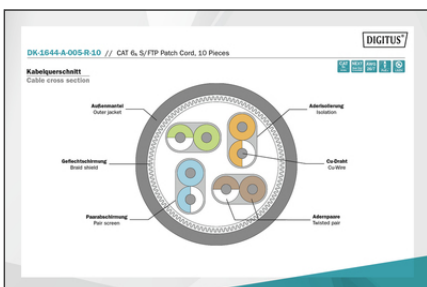 DIGITUS®
DK-1644-A-005-R-10 // CAT 6A S/FTP Patch Cord, 10 Pieces
Kabelquerschnitt
Cable cross section
Außenmantel
Outer jacket
Aderisolierung
Isolation
Geflechtschirmung
Braid shield
Cu-Draht
Cu-Wire
Paarabschirmung
Pair screen
Adernpaare
Twisted pair